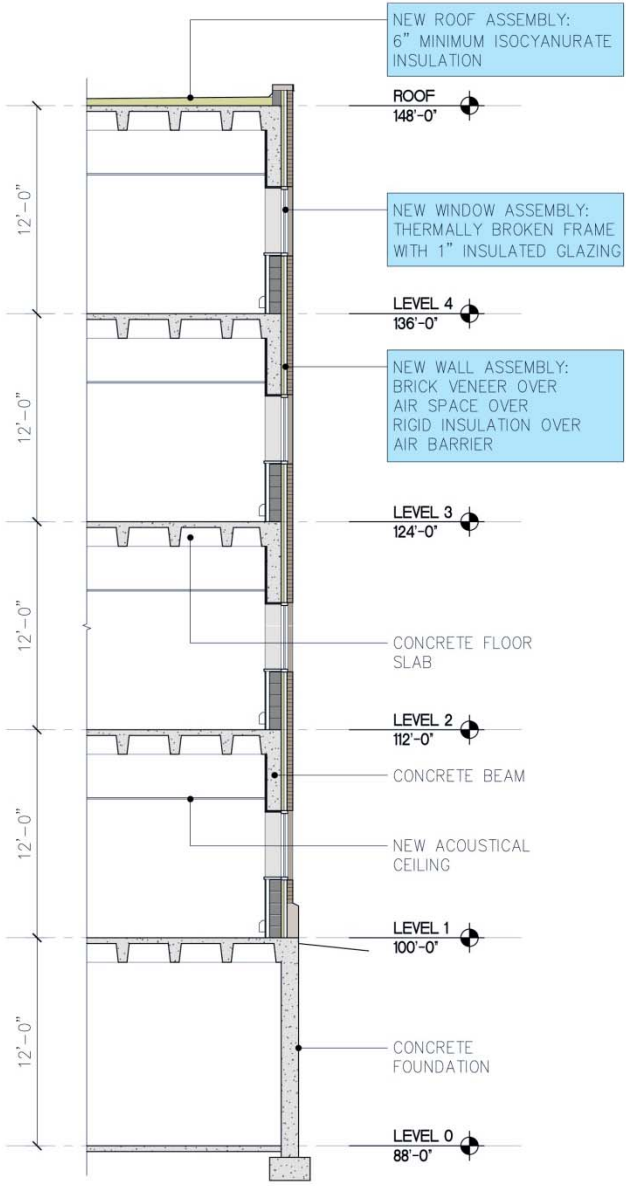 NEW ROOF ASSEMBLY:
6" MINIMUM ISOCYANURATE
INSULATION
ROOF
148'-0"
12'-0"
NEW WINDOW ASSEMBLY:
THERMALLY BROKEN FRAME
WITH 1" INSULATED GLAZING
LEVEL 4
136'-0"
NEW WALL ASSEMBLY:
BRICK VENEER OVER
AIR SPACE OVER
RIGID INSULATION OVER
AIR BARRIER
12'-0"
LEVEL 3
124'-0"
12'-0"
CONCRETE FLOOR
SLAB
LEVEL 2
112'-0"
CONCRETE BEAM
12'-0"
NEW ACOUSTICAL
CEILING
LEVEL 1
100'-0"
12'-0"
CONCRETE
FOUNDATION
LEVEL 0
88'-0"